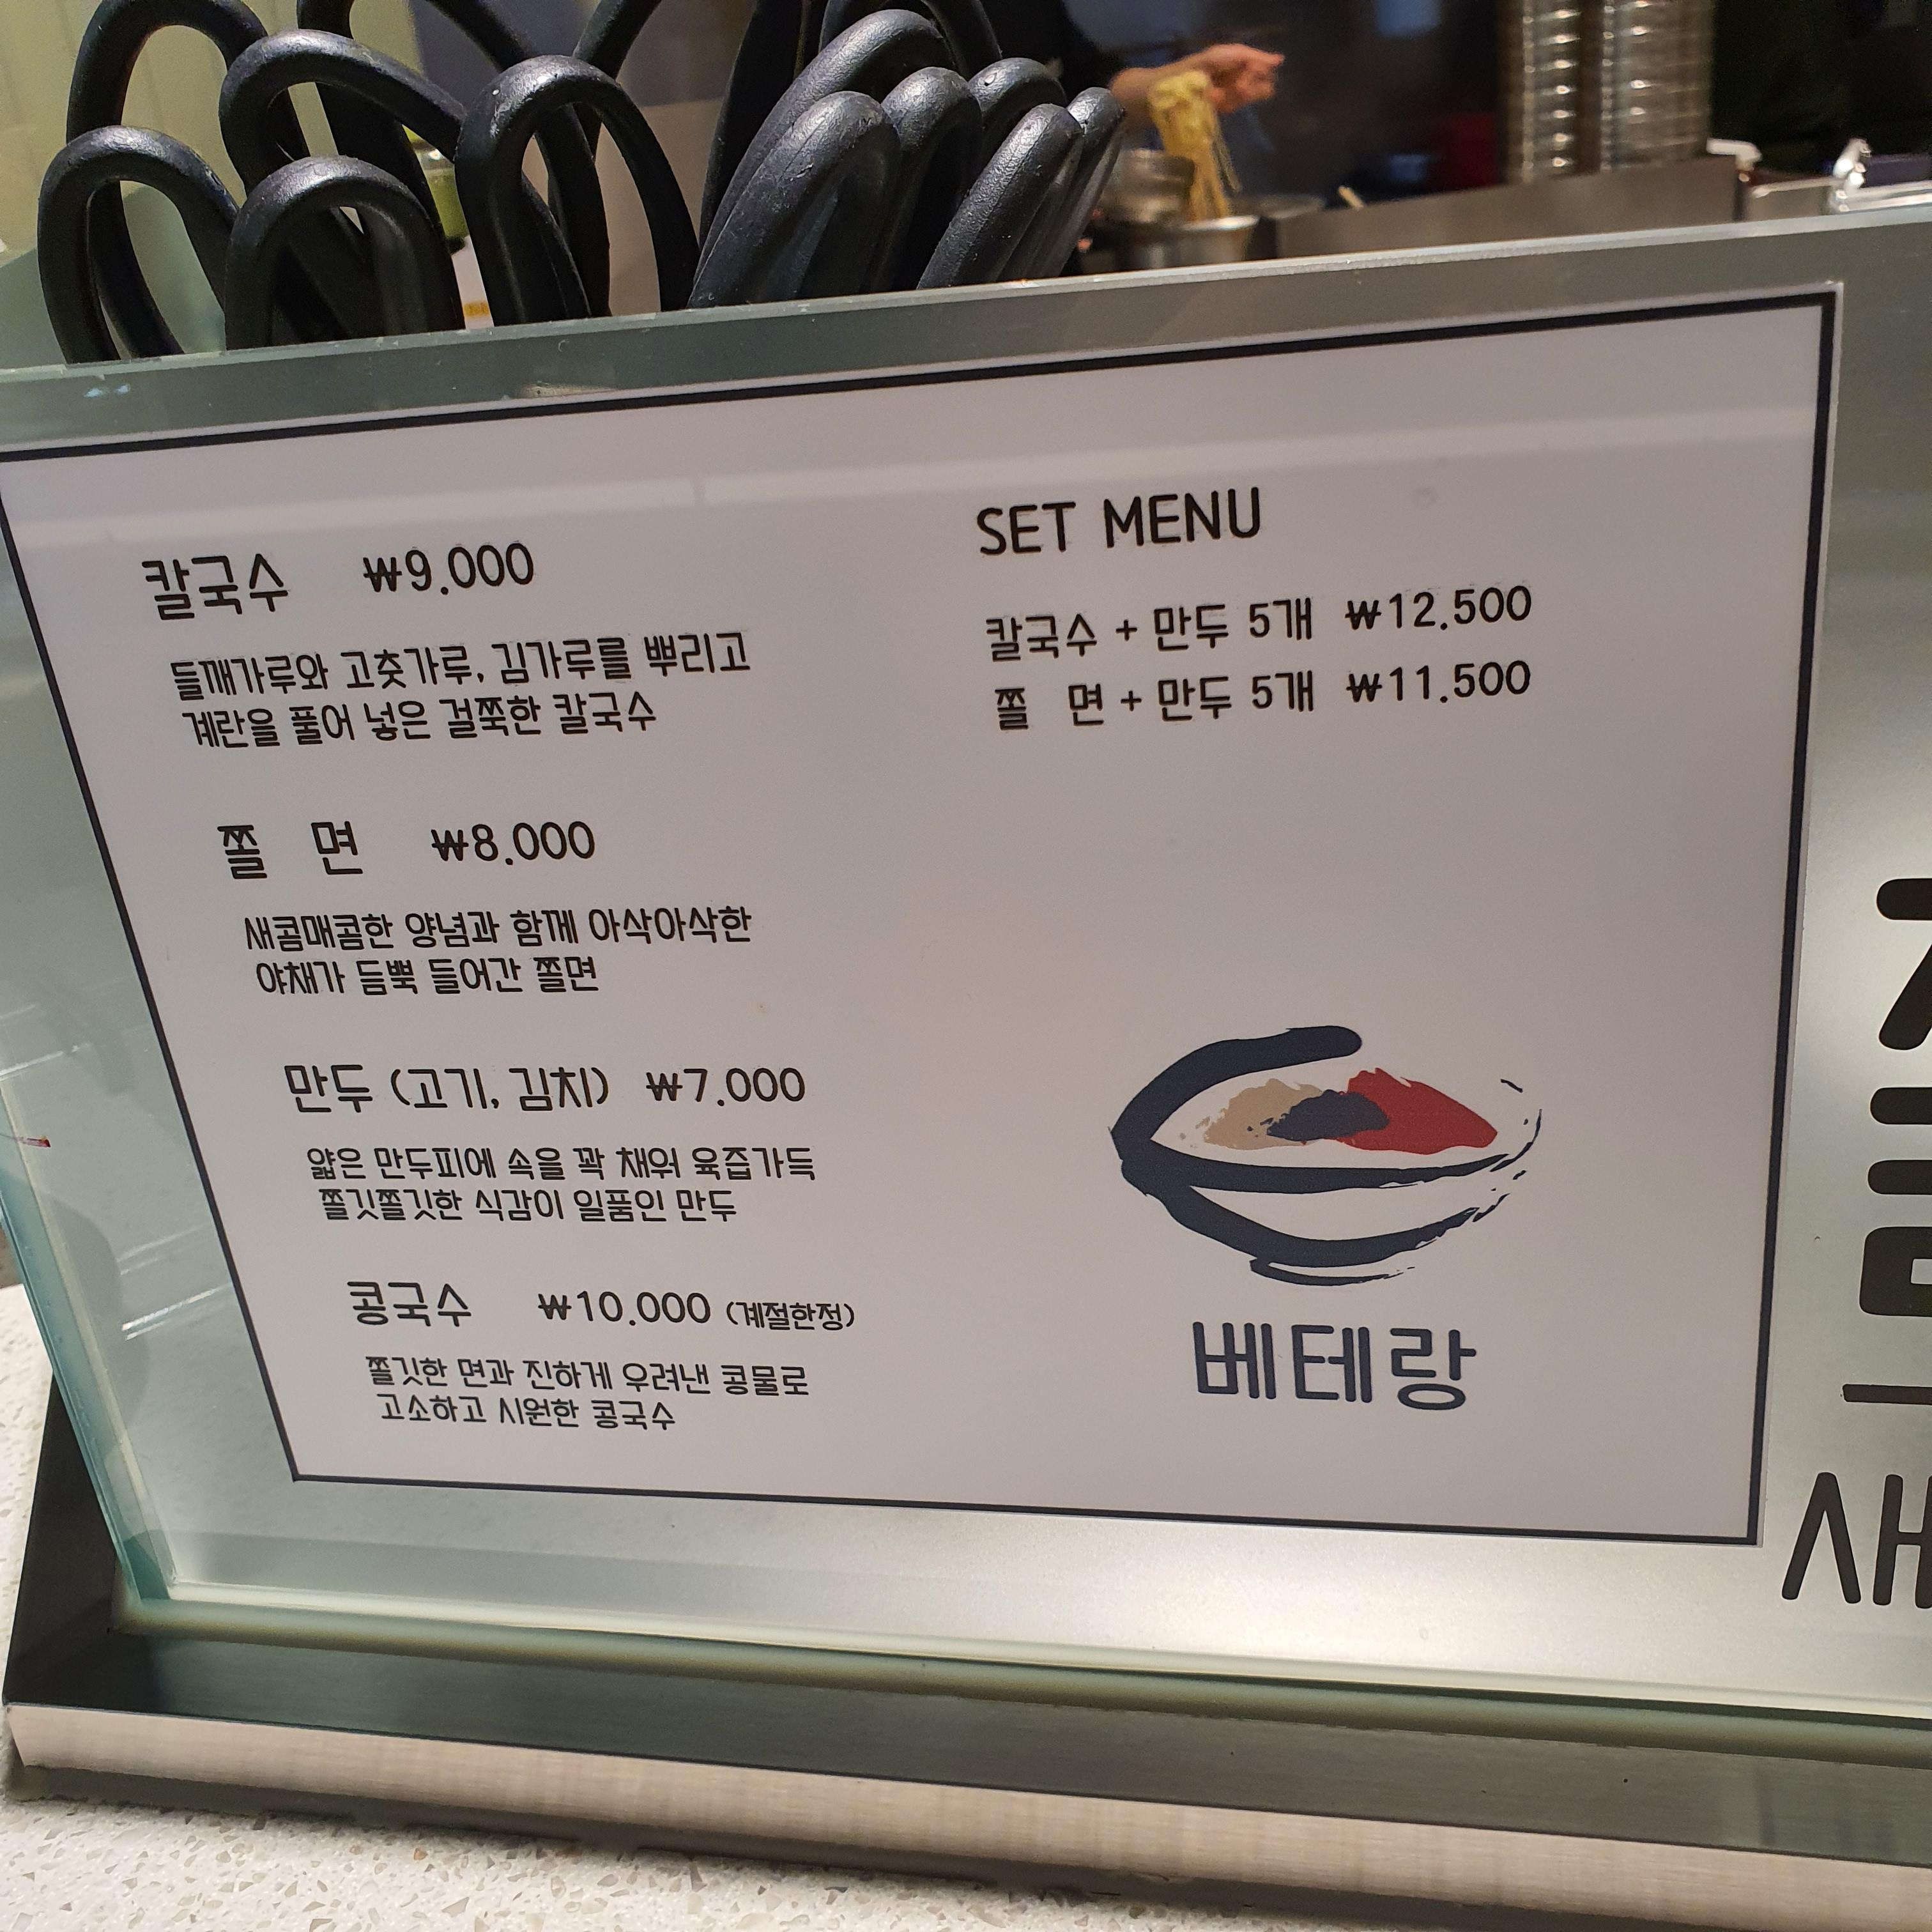 칼국수 ₩9.000
들깨가루와 고춧가루, 김가루를 뿌리고
계란을 풀어 넣은 걸쭉한 칼국수
쫄 면 ₩8.000
새콤매콤한 양념과 함께 아삭아삭한
야채가 듬뿍 들어간 쫄면
만두 (고기, 김치) ₩7.000
얇은 만두피에 속을 꽉 채워 육즙가득
쫄깃쫄깃한 식감이 일품인 만두
콩국수 ₩10.000 (계절한정)
쫄깃한 면과 진하게 우려낸 콩물로
고소하고 시원한 콩국수
SET MENU
칼국수 + 만두 5개 ₩12.500
쫄 면 + 만두 5개 ₩11.500
베테랑